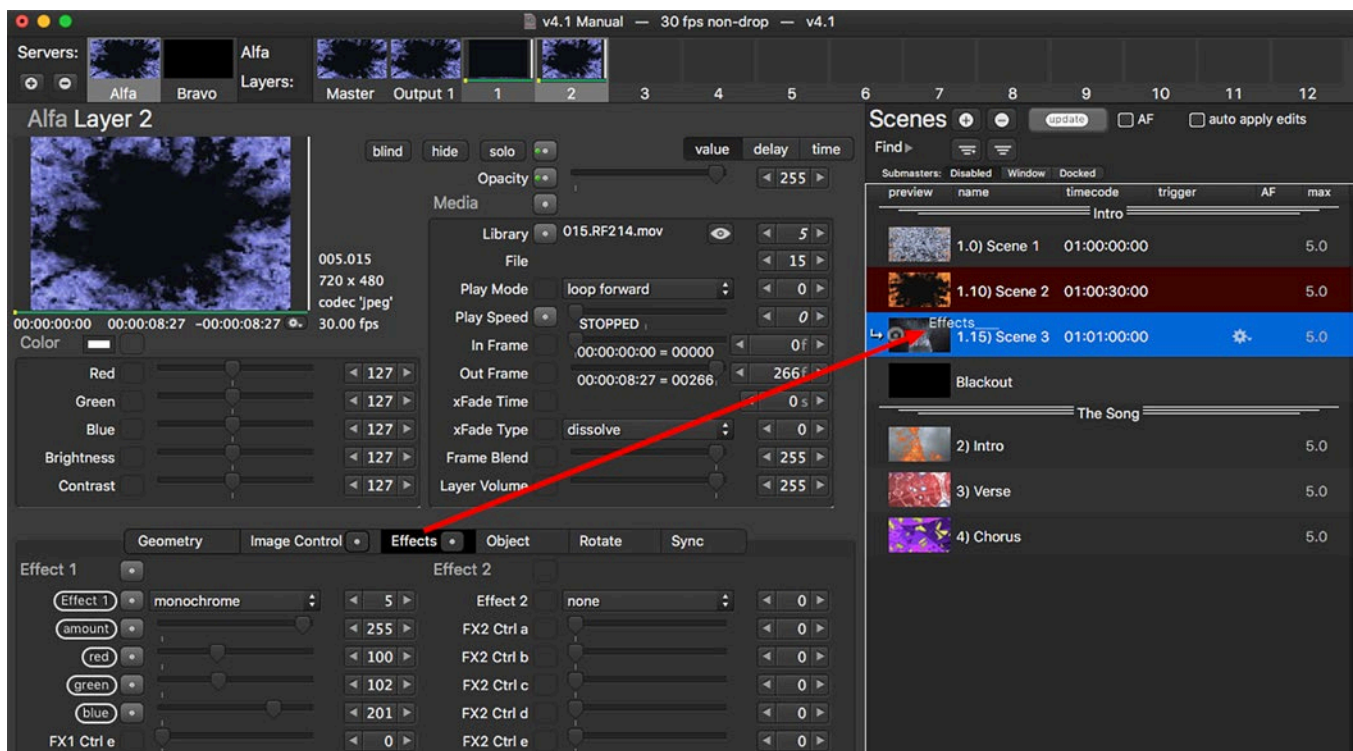 v4.1 Manual — 30 fps non-drop — v4.1
Servers:
Alfa
Bravo
Alfa
Layers:
Master
Output 1
1 2 3 4 5 6 7 8 9 10 11 12
Alfa Layer 2
blind hide solo
value delay time
Opacity 255
Media
Library 015.RF214.mov 5
File 15
Play Mode loop forward 0
Play Speed STOPPED 0
In Frame 00:00:00:00 = 00000 0f
Out Frame 00:00:08:27 = 00266 266f
xFade Time 0 s
xFade Type dissolve 0
Frame Blend 255
Layer Volume 255
005.015
720 x 480
codec 'jpeg'
30.00 fps
00:00:00:00 00:00:08:27 -00:00:08:27
Color
Red 127
Green 127
Blue 127
Brightness 127
Contrast 127
Geometry Image Control Effects Object Rotate Sync
Effect 1
Effect 1 monochrome 5
amount 255
red 100
green 102
blue 201
FX1 Ctrl e 0
Effect 2
Effect 2 none 0
FX2 Ctrl a 0
FX2 Ctrl b 0
FX2 Ctrl c 0
FX2 Ctrl d 0
FX2 Ctrl e 0
Scenes update AF auto apply edits
Find
Submasters: Disabled Window Docked
preview name timecode trigger AF max
Intro
1.0) Scene 1 01:00:00:00 5.0
1.10) Scene 2 01:00:30:00 5.0
Effects
1.15) Scene 3 01:01:00:00 5.0
Blackout
The Song
2) Intro 5.0
3) Verse 5.0
4) Chorus 5.0